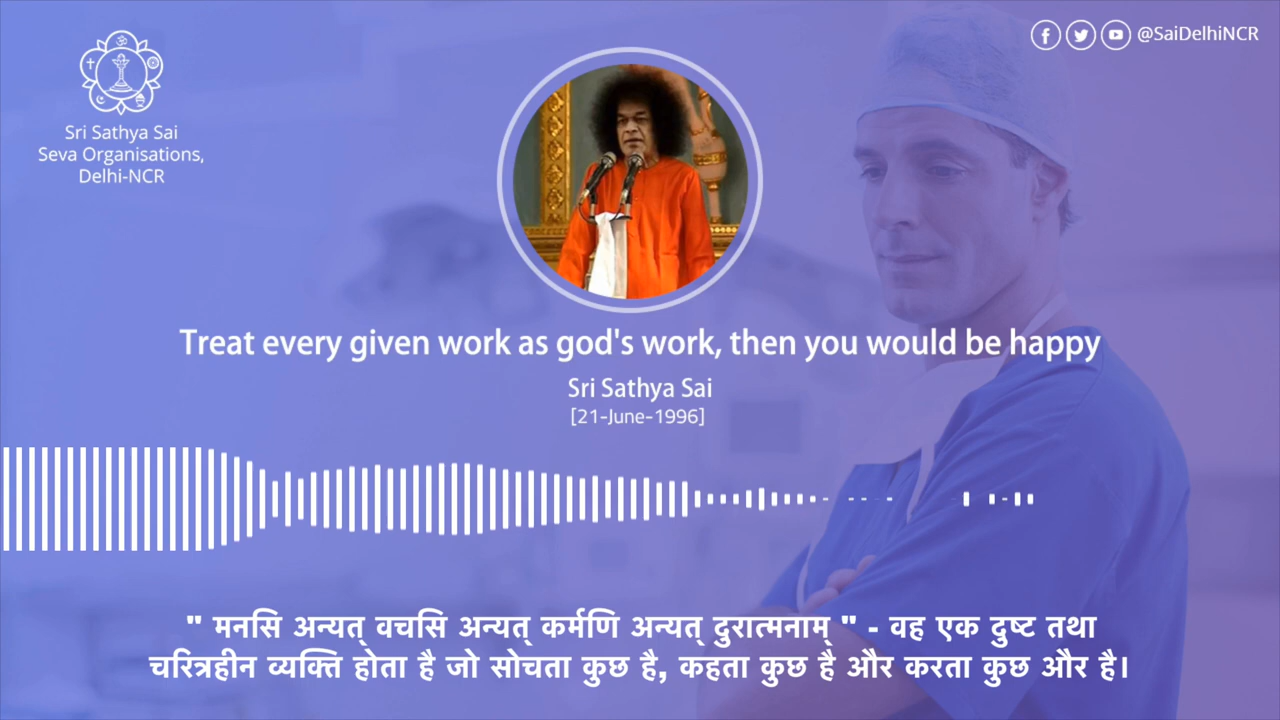 Sri Sathya Sai
Seva Organisations,
Delhi-NCR
@SaiDelhiNCR
Treat every given work as god's work, then you would be happy
Sri Sathya Sai
[21-June-1996]
" मनसि अन्यत् वचसि अन्यत् कर्मणि अन्यत् दुरात्मनाम् " - वह एक दुष्ट तथा
चरित्रहीन व्यक्ति होता है जो सोचता कुछ है, कहता कुछ है और करता कुछ और है।